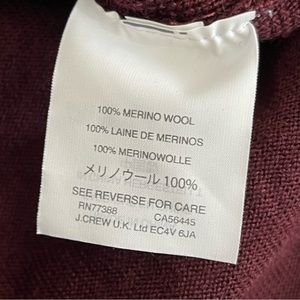 100% MERINO WOOL
100% LAINE DE MERINOS
100% MERINOWOLLE
メリノウール 100%
SEE REVERSE FOR CARE
RN77388 CA5644S
J.CREW U.K. Ltd EC4V 6JA